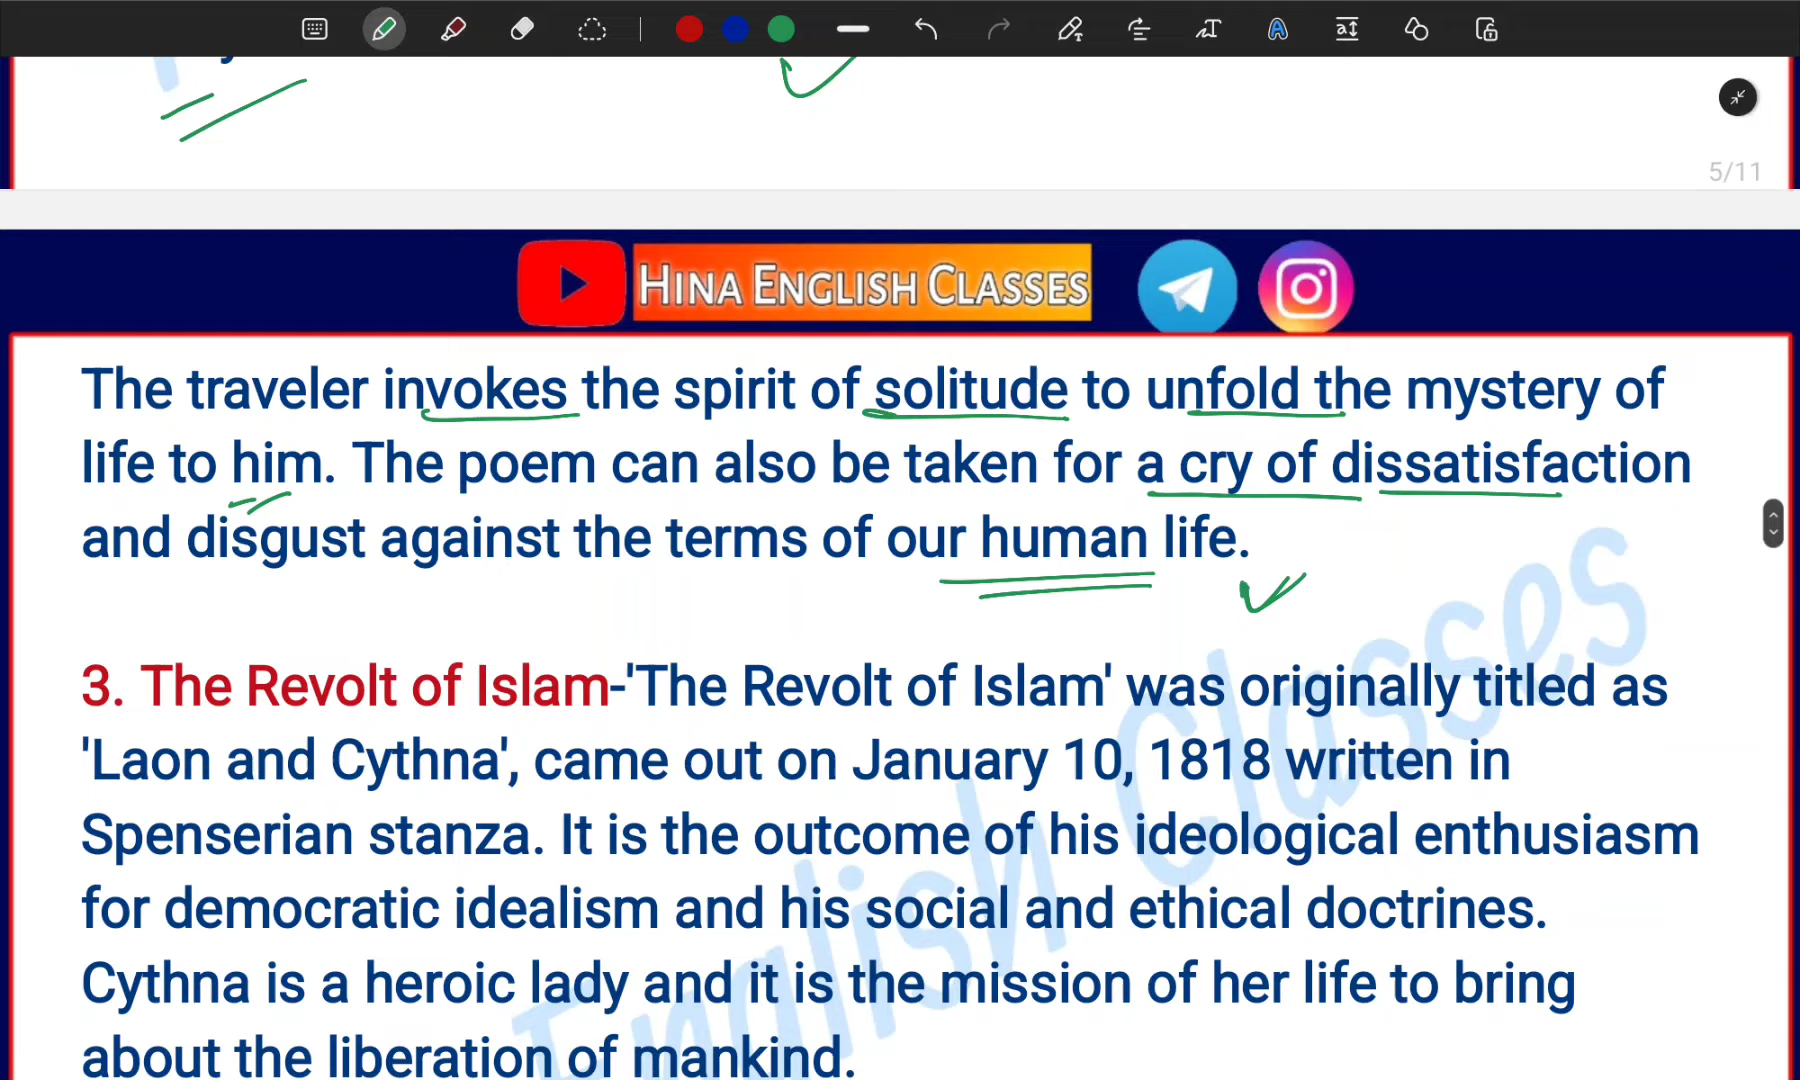 5/11
HINA ENGLISH CLASSES
The traveler invokes the spirit of solitude to unfold the mystery of
life to him. The poem can also be taken for a cry of dissatisfaction
and disgust against the terms of our human life.
3. The Revolt of Islam-'The Revolt of Islam' was originally titled as
'Laon and Cythna', came out on January 10, 1818 written in
Spenserian stanza. It is the outcome of his ideological enthusiasm
for democratic idealism and his social and ethical doctrines.
Cythna is a heroic lady and it is the mission of her life to bring
about the liberation of mankind.
English Classes